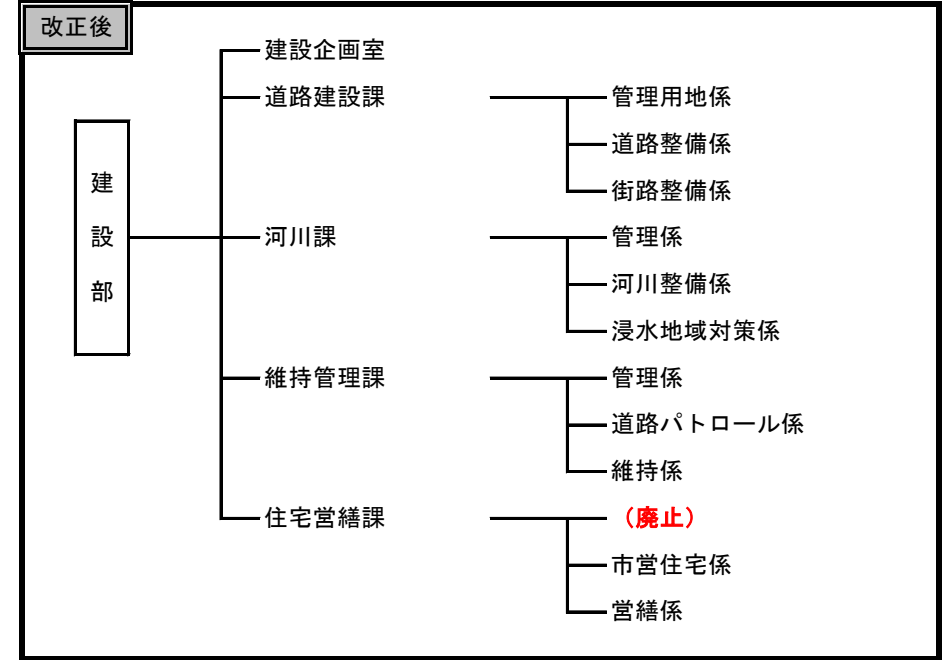 改正後
建設企画室
道路建設課
管理用地係
道路整備係
街路整備係
建設部
河川課
管理係
河川整備係
浸水地域対策係
維持管理課
管理係
道路パトロール係
維持係
住宅営繕課
（廃止）
市営住宅係
営繕係